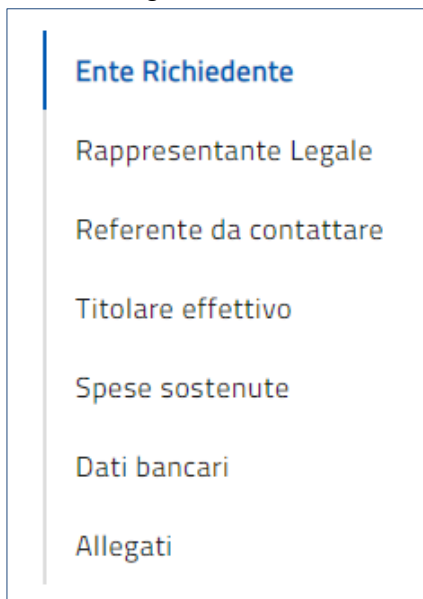 Ente Richiedente
Rappresentante Legale
Referente da contattare
Titolare effettivo
Spese sostenute
Dati bancari
Allegati